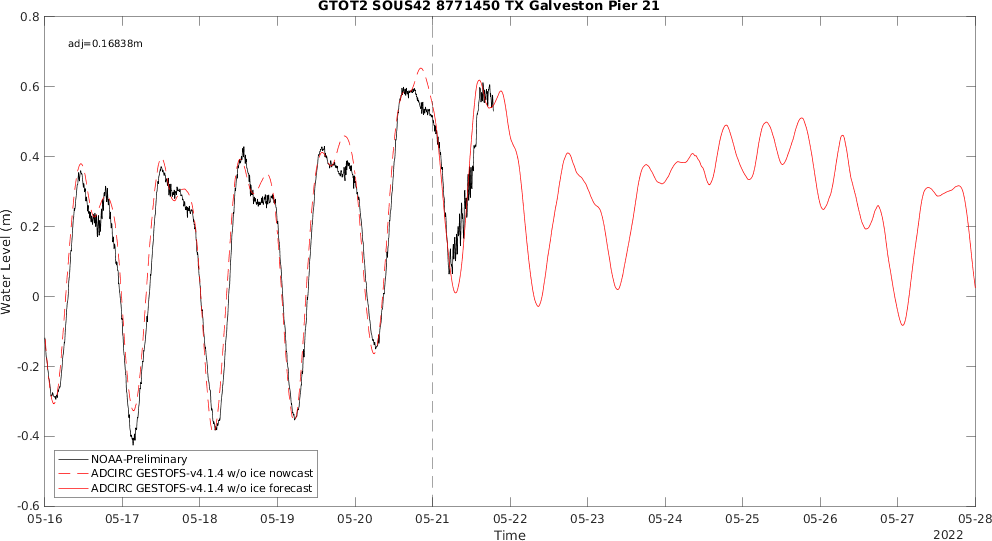 GTOT2 SOUS42 8771450 TX Galveston Pier 21
adj=0.16838m
Water Level (m)
0.8
0.6
0.4
0.2
0
-0.2
-0.4
-0.6
NOAA-Preliminary
ADCIRC GESTOFS-v4.1.4 w/o ice nowcast
ADCIRC GESTOFS-v4.1.4 w/o ice forecast
05-16 05-17 05-18 05-19 05-20 05-21 05-22 05-23 05-24 05-25 05-26 05-27 05-28
Time
2022